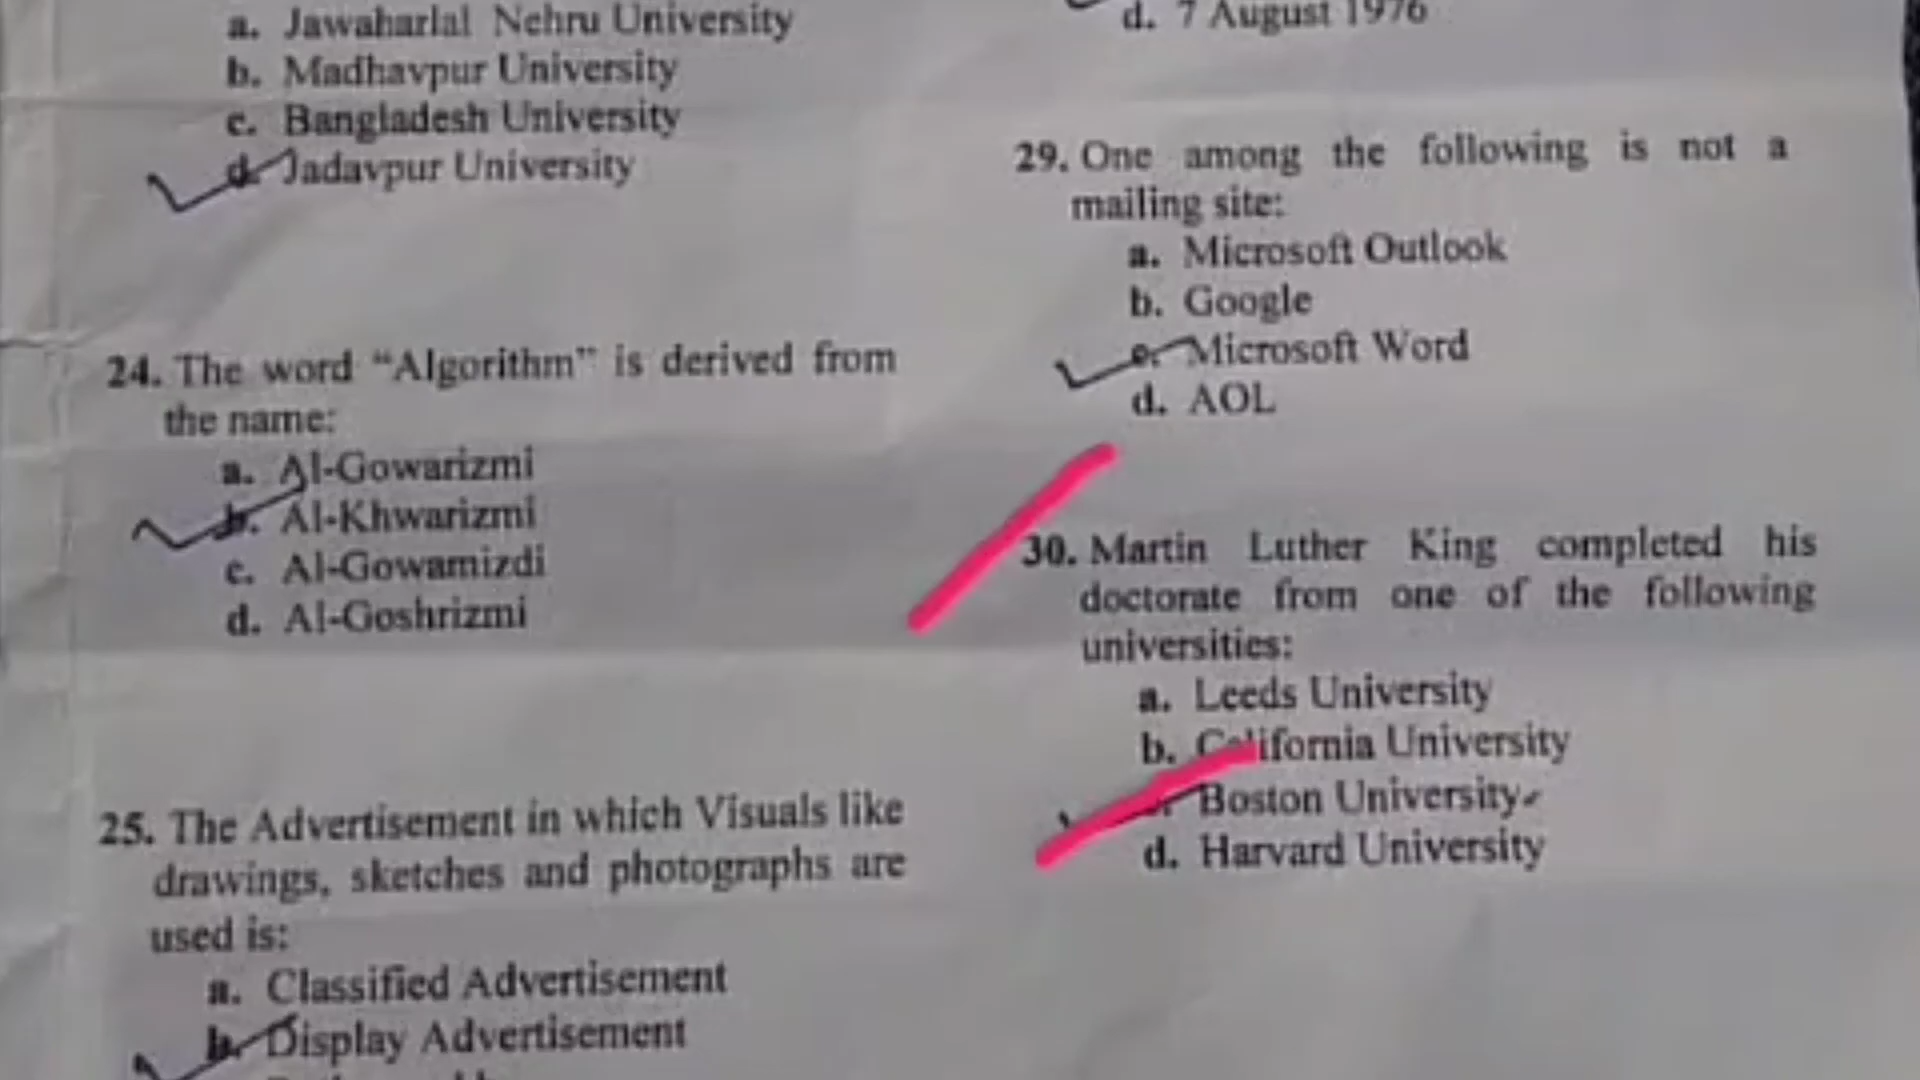 a. Jawaharlal Nehru University
b. Madhavpur University
c. Bangladesh University
d. Jadavpur University
24. The word “Algorithm” is derived from
the name:
a. Al-Gowarizmi
b. Al-Khwarizmi
c. Al-Gowamizdi
d. Al-Goshrizmi
25. The Advertisement in which Visuals like
drawings, sketches and photographs are
used is:
a. Classified Advertisement
b. Display Advertisement
d. 7 August 1976
29. One among the following is not a
mailing site:
a. Microsoft Outlook
b. Google
c. Microsoft Word
d. AOL
30. Martin Luther King completed his
doctorate from one of the following
universities:
a. Leeds University
b. California University
Boston University
d. Harvard University